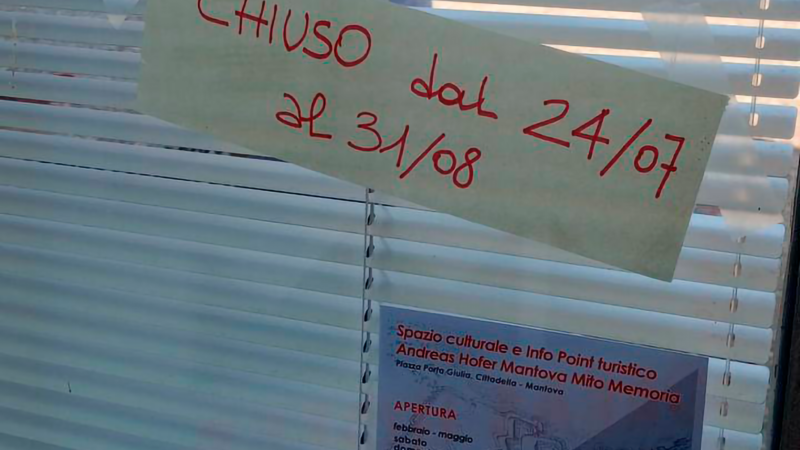 CHIUSO dal 24/07
al 31/08
Spazio culturale e Info Point turistico
Andreas Hofer Mantova Mito Memoria
Piazza Porto Giulia, Cittadella - Mantova
APERTURA
febbraio - maggio
sabato